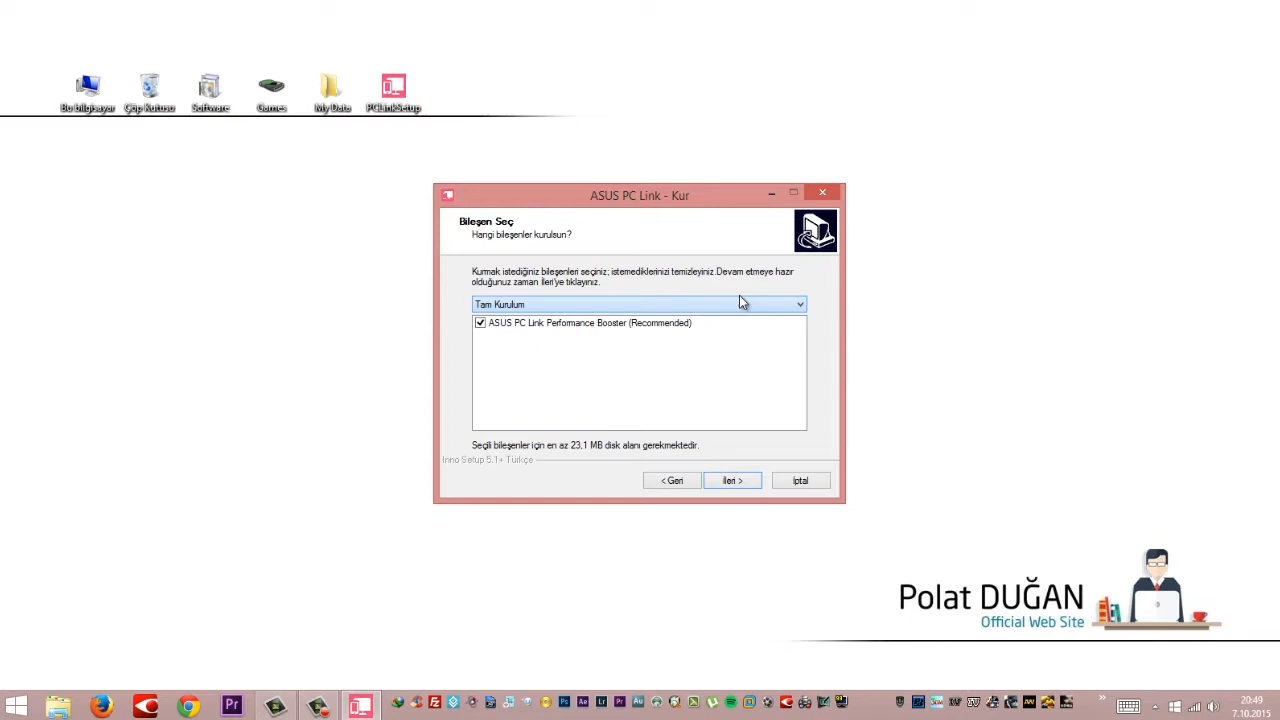 Bu bilgisayar
Çöp Kutusu
Software
Games
My Data
PCLinkSetup
ASUS PC Link - Kur
Bileşen Seç
Hangi bileşenler kurulsun?
Kurmak istediğiniz bileşenleri seçiniz; istemediklerinizi temizleyiniz.Devam etmeye hazır
olduğunuz zaman İleri'ye tıklayınız.
Tam Kurulum
ASUS PC Link Performance Booster (Recommended)
Seçili bileşenler için en az 23,1 MB disk alanı gerekmektedir.
Inno Setup 5.1+ Türkçe
< Geri
İleri >
İptal
Polat DUĞAN
Official Web Site
20:49
7.10.2015